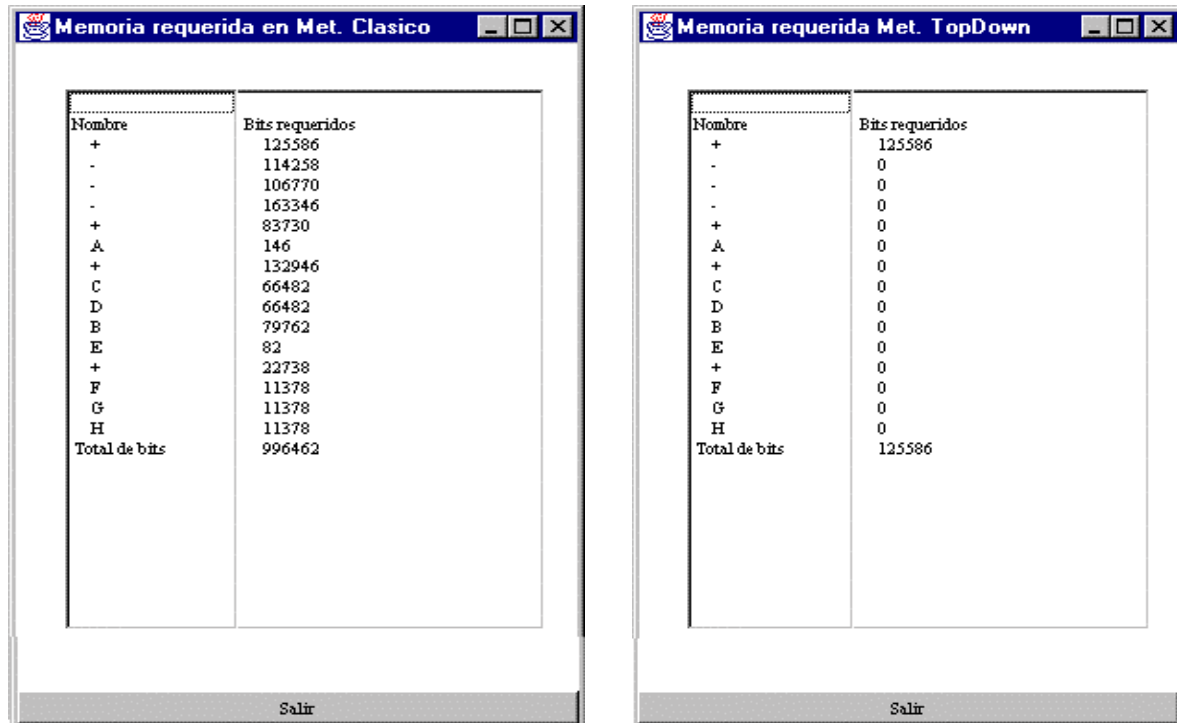 Memoria requerida en Met. Clasico
Nombre Bits requeridos
+ 125586
- 114258
- 106770
- 163346
+ 83730
A 146
+ 132946
C 66482
D 66482
B 79762
E 82
+ 22738
F 11378
G 11378
H 11378
Total de bits 996462
Salir
Memoria requerida Met. TopDown
Nombre Bits requeridos
+ 125586
- 0
- 0
- 0
+ 0
A 0
+ 0
C 0
D 0
B 0
E 0
+ 0
F 0
G 0
H 0
Total de bits 125586
Salir